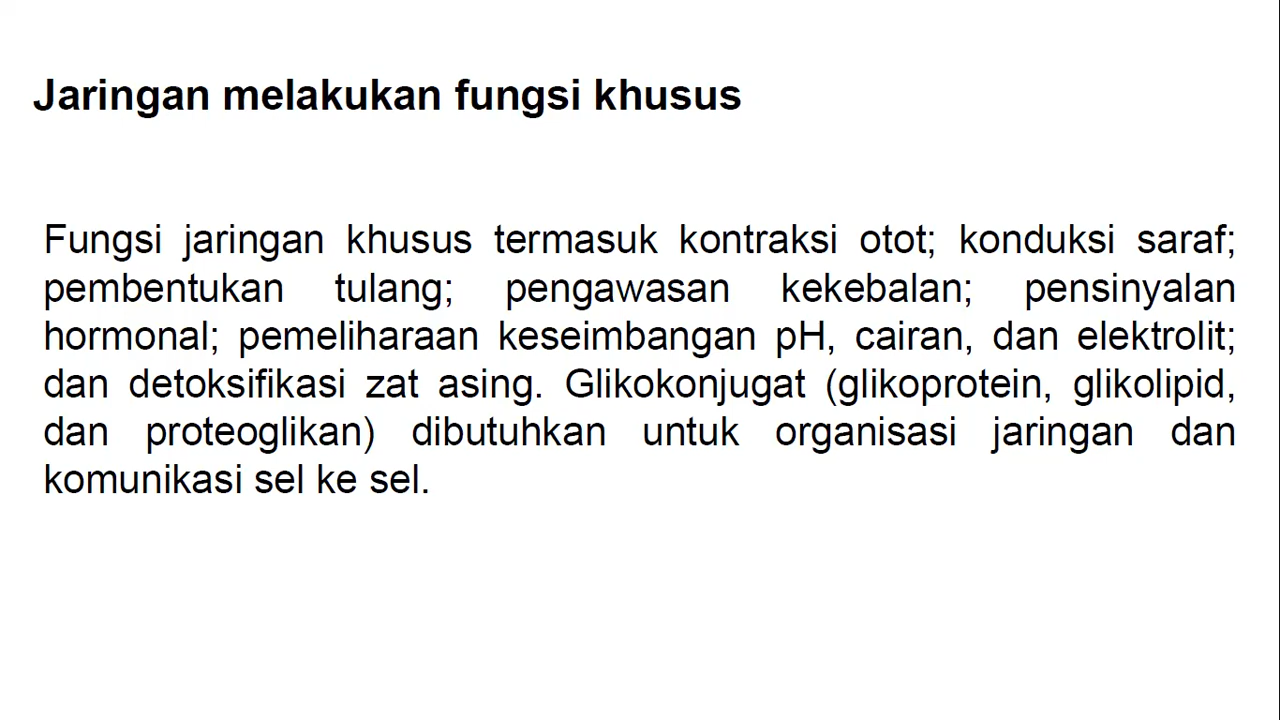 Jaringan melakukan fungsi khusus
Fungsi jaringan khusus termasuk kontraksi otot; konduksi saraf;
pembentukan tulang; pengawasan kekebalan; pensinyalan
hormonal; pemeliharaan keseimbangan pH, cairan, dan elektrolit;
dan detoksifikasi zat asing. Glikokonjugat (glikoprotein, glikolipid,
dan proteoglikan) dibutuhkan untuk organisasi jaringan dan
komunikasi sel ke sel.